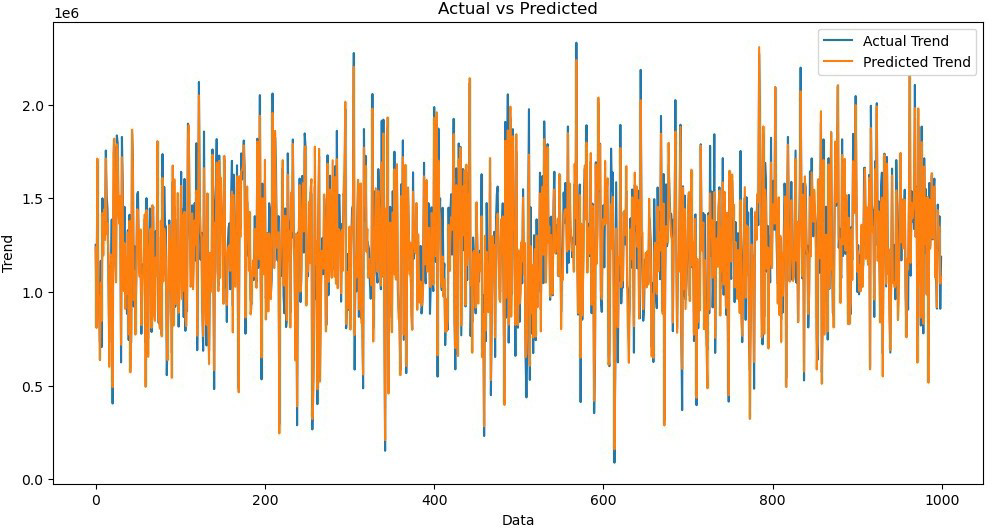 Actual vs Predicted
1e6
Actual Trend
Predicted Trend
2.0
1.5
1.0
0.5
0.0
Trend
0
200
400
600
800
1000
Data